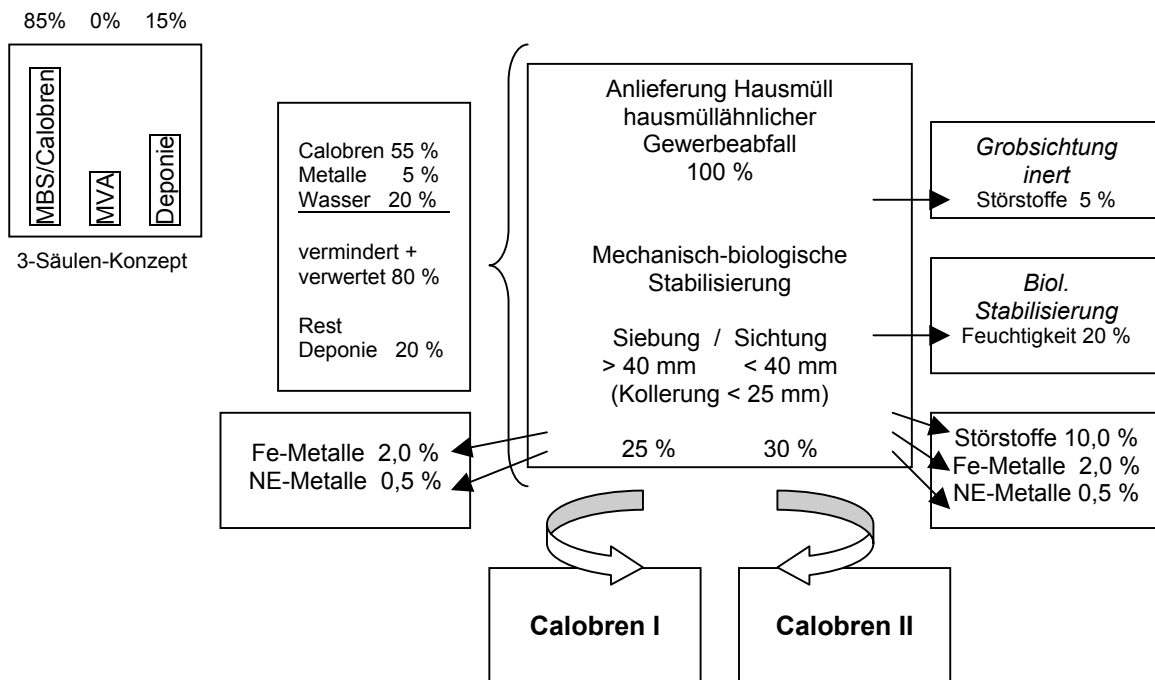 85% 0% 15%
MBS/Calobren
MVA
Deponie
3-Säulen-Konzept
Calobren 55 %
Metalle 5 %
Wasser 20 %
vermindert +
verwertet 80 %
Rest
Deponie 20 %
Anlieferung Hausmüll
hausmüllähnlicher
Gewerbeabfall
100 %
Mechanisch-biologische
Stabilisierung
Siebung / Sichtung
> 40 mm < 40 mm
(Kollerung < 25 mm)
25 % 30 %
Grobsichtung
inert
Störstoffe 5 %
Biol.
Stabilisierung
Feuchtigkeit 20 %
Fe-Metalle 2,0 %
NE-Metalle 0,5 %
Störstoffe 10,0 %
Fe-Metalle 2,0 %
NE-Metalle 0,5 %
Calobren I
Calobren II